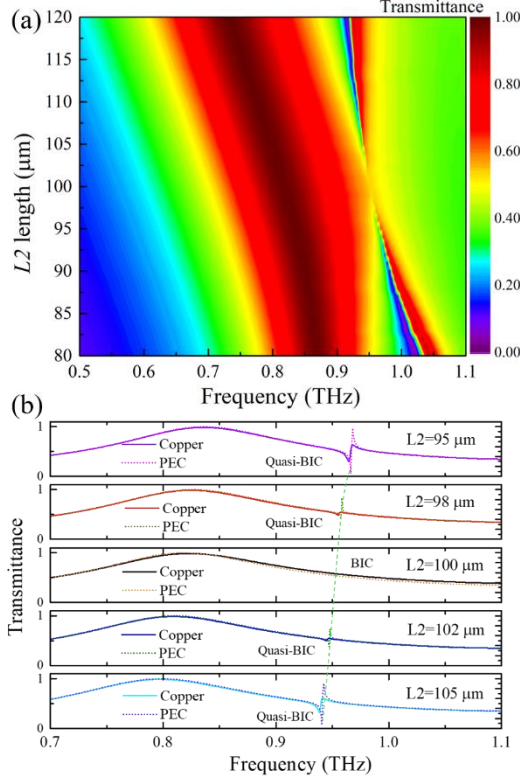 (a)
Transmittance
120
115
110
105
100
95
90
85
80
L2 length (μm)
0.5 0.6 0.7 0.8 0.9 1.0 1.1
Frequency (THz)
1.00
0.80
0.60
0.40
0.20
0.00
(b)
Transmittance
1
0
Copper
PEC
Quasi-BIC
L2=95 μm
1
0
Copper
PEC
Quasi-BIC
L2=98 μm
1
0
Copper
PEC
BIC
L2=100 μm
1
0
Copper
PEC
Quasi-BIC
L2=102 μm
1
0
Copper
PEC
Quasi-BIC
L2=105 μm
0.7 0.8 0.9 1.0 1.1
Frequency (THz)